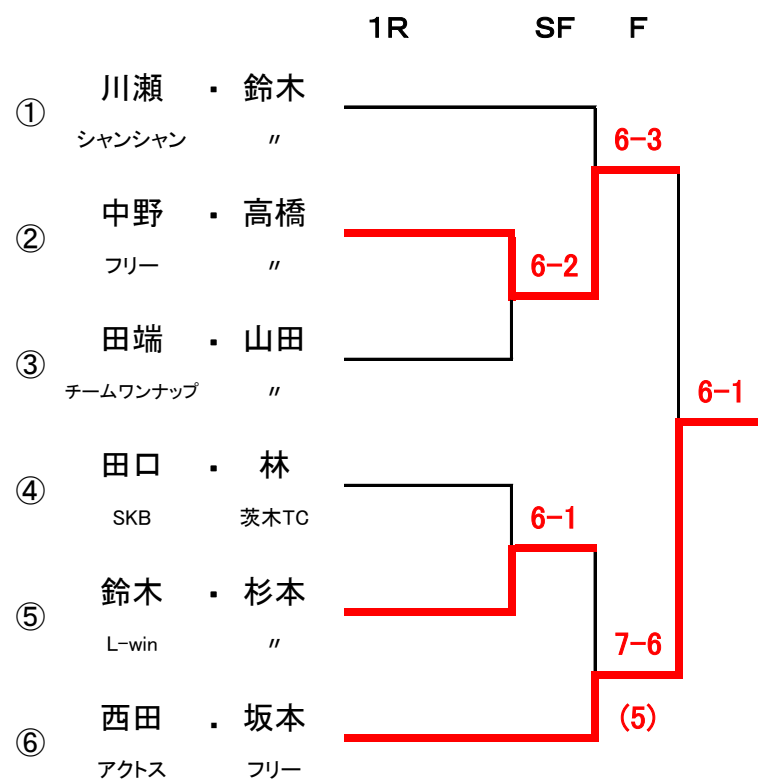 1R SF F
川瀬 ・ 鈴木
①
シャンシャン 〃
6-3
中野 ・ 高橋
②
フリー 〃
6-2
田端 ・ 山田
③
チームワンナップ 〃
6-1
田口 ・ 林
④
SKB 茨木TC
6-1
鈴木 ・ 杉本
⑤
L-win 〃
7-6
西田 ・ 坂本
(5)
⑥
アクトス フリー